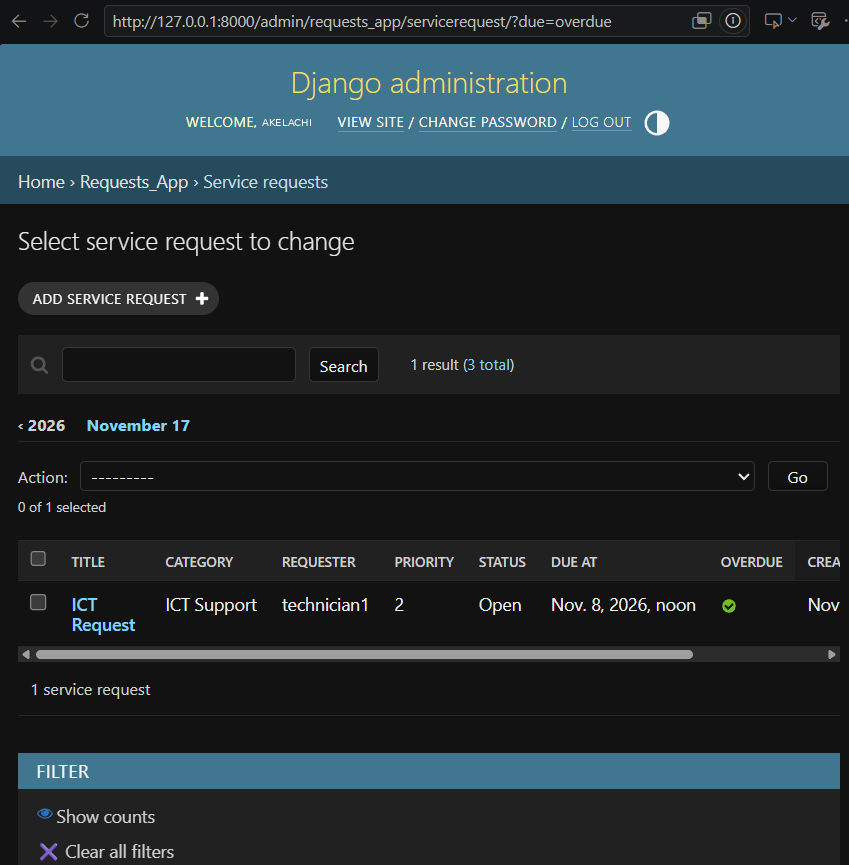 http://127.0.0.1:8000/admin/requests_app/servicerequest/?due=overdue
Django administration
WELCOME, AKELACHI VIEW SITE / CHANGE PASSWORD / LOG OUT
Home › Requests_App › Service requests
Select service request to change
ADD SERVICE REQUEST
Search 1 result (3 total)
‹ 2026 November 17
Action: --------- Go
0 of 1 selected
TITLE CATEGORY REQUESTER PRIORITY STATUS DUE AT OVERDUE CREA
ICT Request ICT Support technician1 2 Open Nov. 8, 2026, noon Nov
1 service request
FILTER
Show counts
Clear all filters